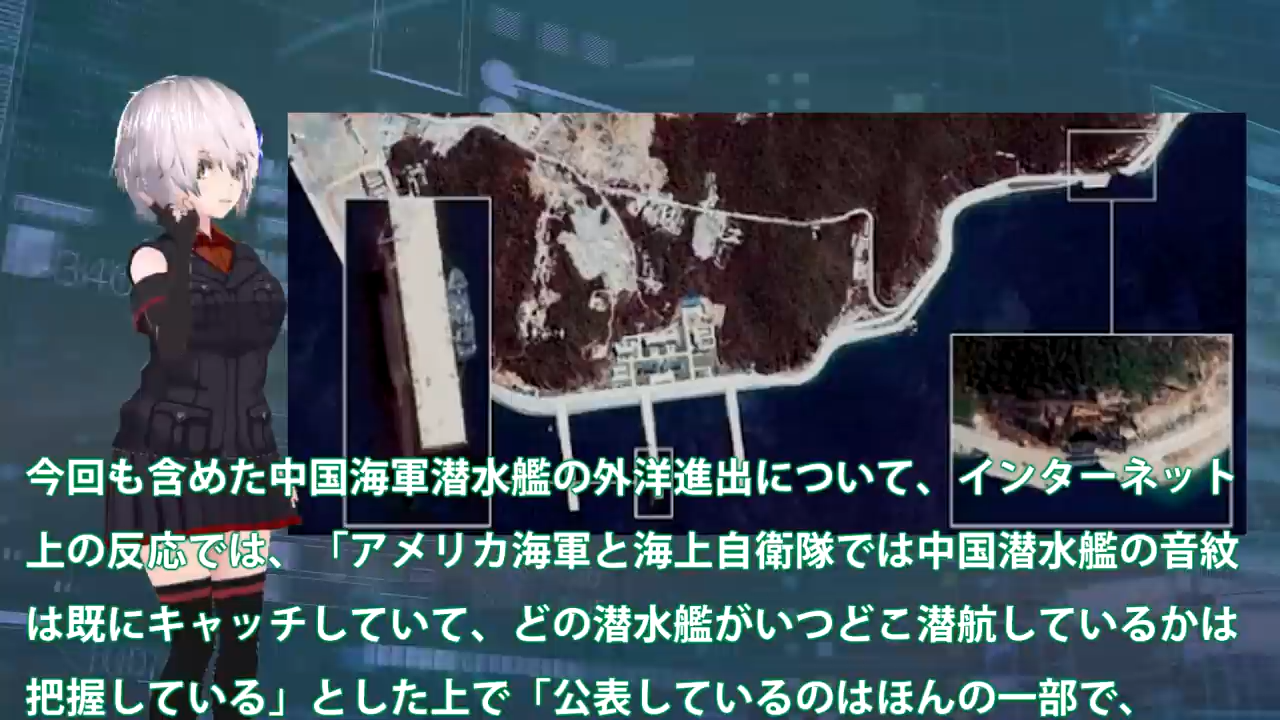 今回も含めた中国海軍潜水艦の外洋進出について、インターネット
上の反応では、「アメリカ海軍と海上自衛隊では中国潜水艦の音紋
は既にキャッチしていて、どの潜水艦がいつどこ潜航しているかは
把握している」とした上で「公表しているのはほんの一部で、